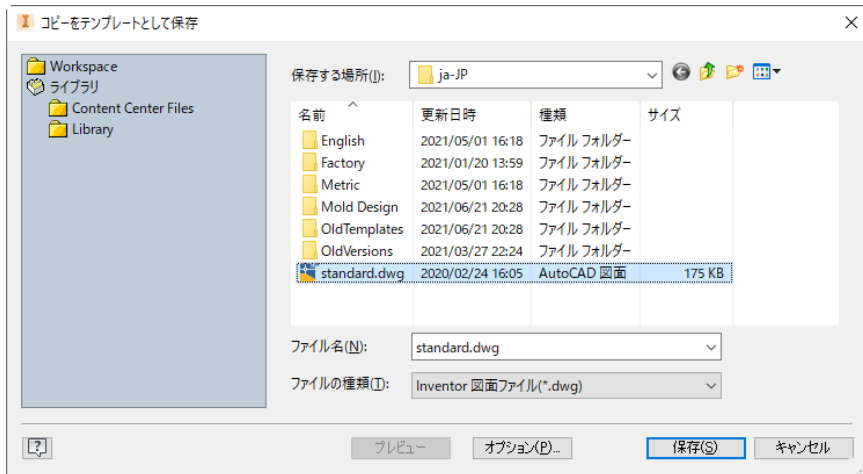 コピーをテンプレートとして保存
Workspace
ライブラリ
Content Center Files
Library
保存する場所(I): ja-JP
名前 更新日時 種類 サイズ
English 2021/05/01 16:18 ファイル フォルダー
Factory 2021/01/20 13:59 ファイル フォルダー
Metric 2021/05/01 16:18 ファイル フォルダー
Mold Design 2021/06/21 20:28 ファイル フォルダー
OldTemplates 2021/06/21 20:28 ファイル フォルダー
OldVersions 2021/03/27 22:24 ファイル フォルダー
standard.dwg 2020/02/24 16:05 AutoCAD 図面 175 KB
ファイル名(N): standard.dwg
ファイルの種類(T): Inventor 図面ファイル(*.dwg)
プレビュー オプション(P)... 保存(S) キャンセル